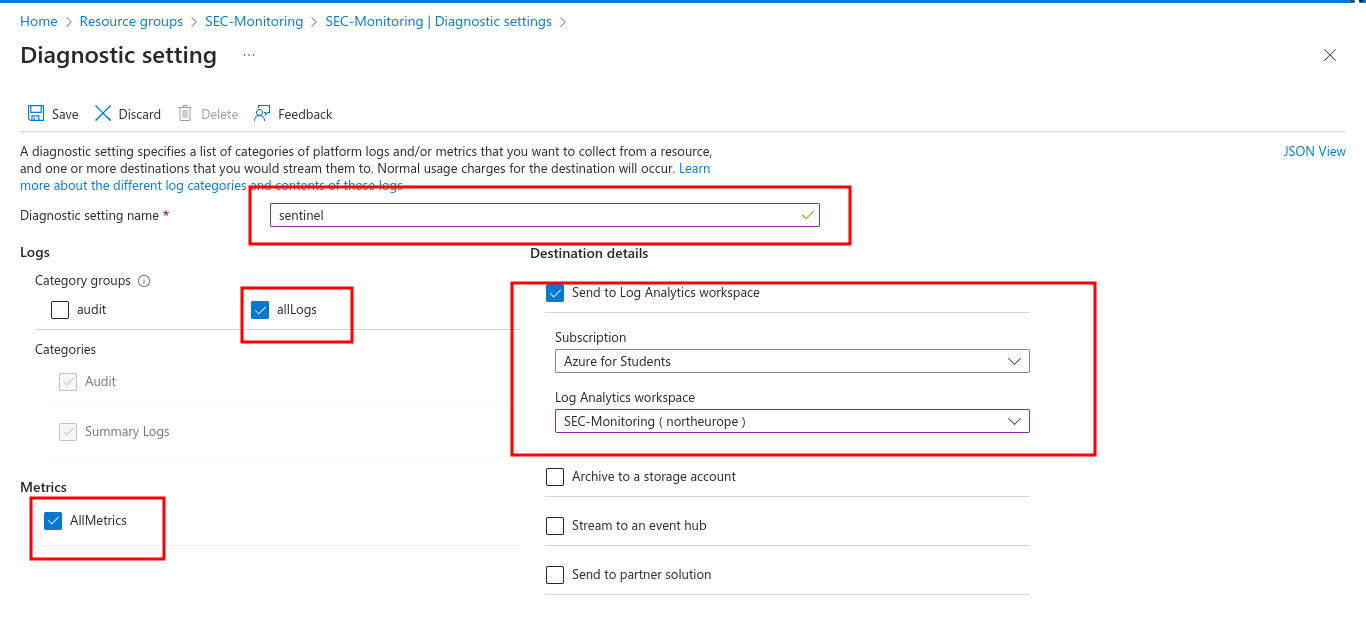 Home > Resource groups > SEC-Monitoring > SEC-Monitoring | Diagnostic settings >
Diagnostic setting ...
Save Discard Delete Feedback
A diagnostic setting specifies a list of categories of platform logs and/or metrics that you want to collect from a resource,
and one or more destinations that you would stream them to. Normal usage charges for the destination will occur. Learn
more about the different log categories and contents of those logs
JSON View
Diagnostic setting name *
sentinel
Logs
Category groups
audit
allLogs
Categories
Audit
Summary Logs
Metrics
AllMetrics
Destination details
Send to Log Analytics workspace
Subscription
Azure for Students
Log Analytics workspace
SEC-Monitoring ( northeurope )
Archive to a storage account
Stream to an event hub
Send to partner solution